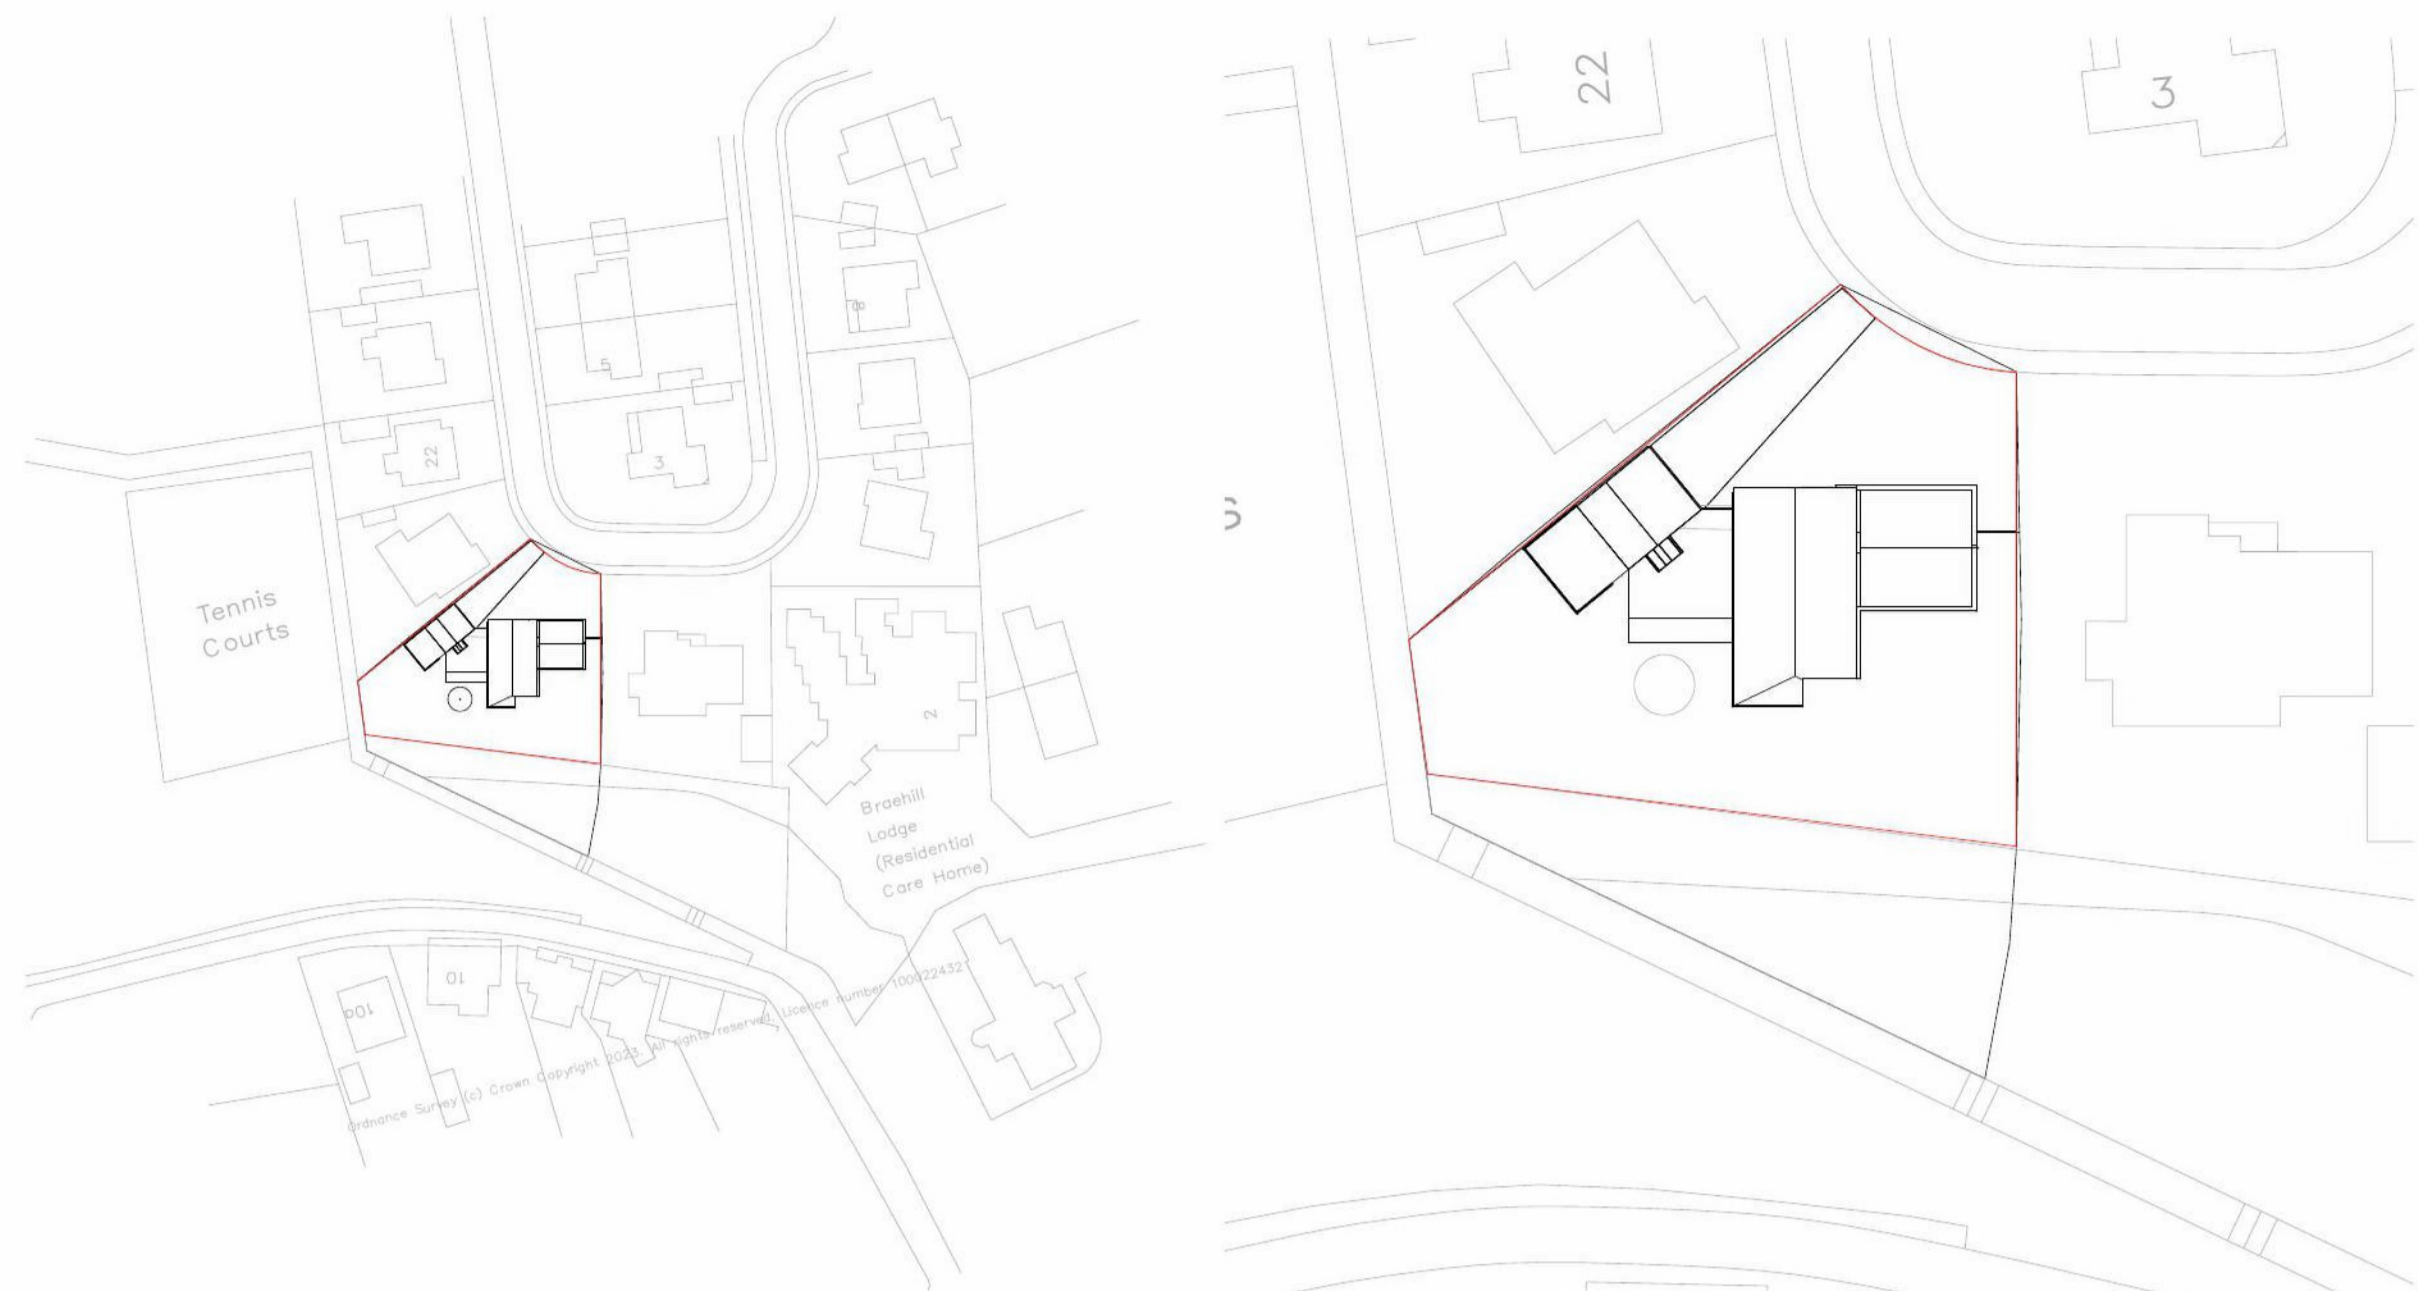 22
3
8
5
22
3
Tennis
Courts
2
Braehill
Lodge
(Residential
Care Home)
10
10a
Ordnance Survey (c) Crown Copyright 2023. All rights reserved. Licence number 100022432